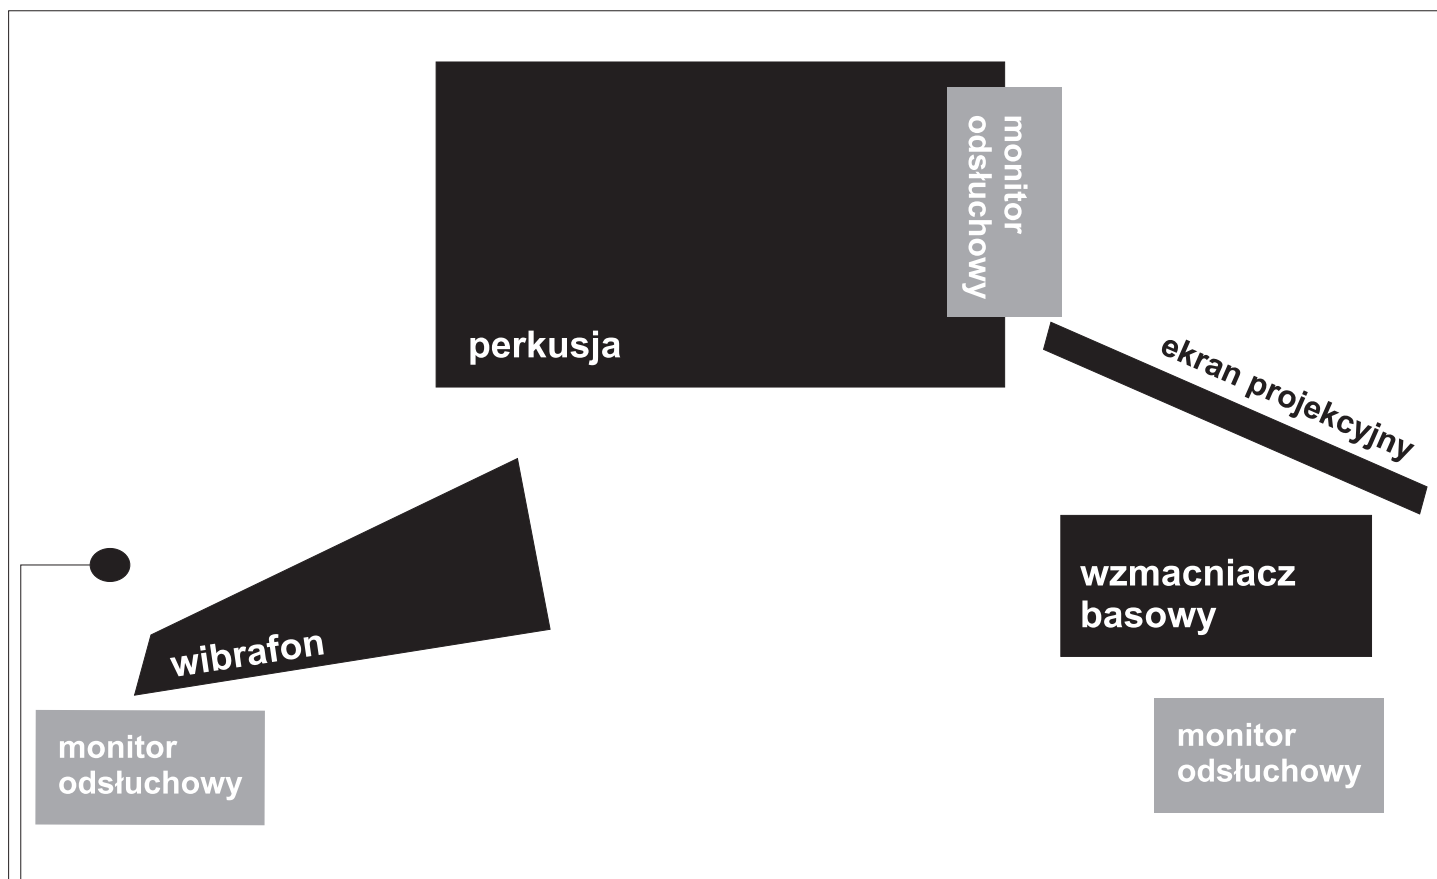 monitor
odsłuchowy
perkusja
ekran projekcyjny
wzmacniacz
basowy
wibrafon
monitor
odsłuchowy
monitor
odsłuchowy